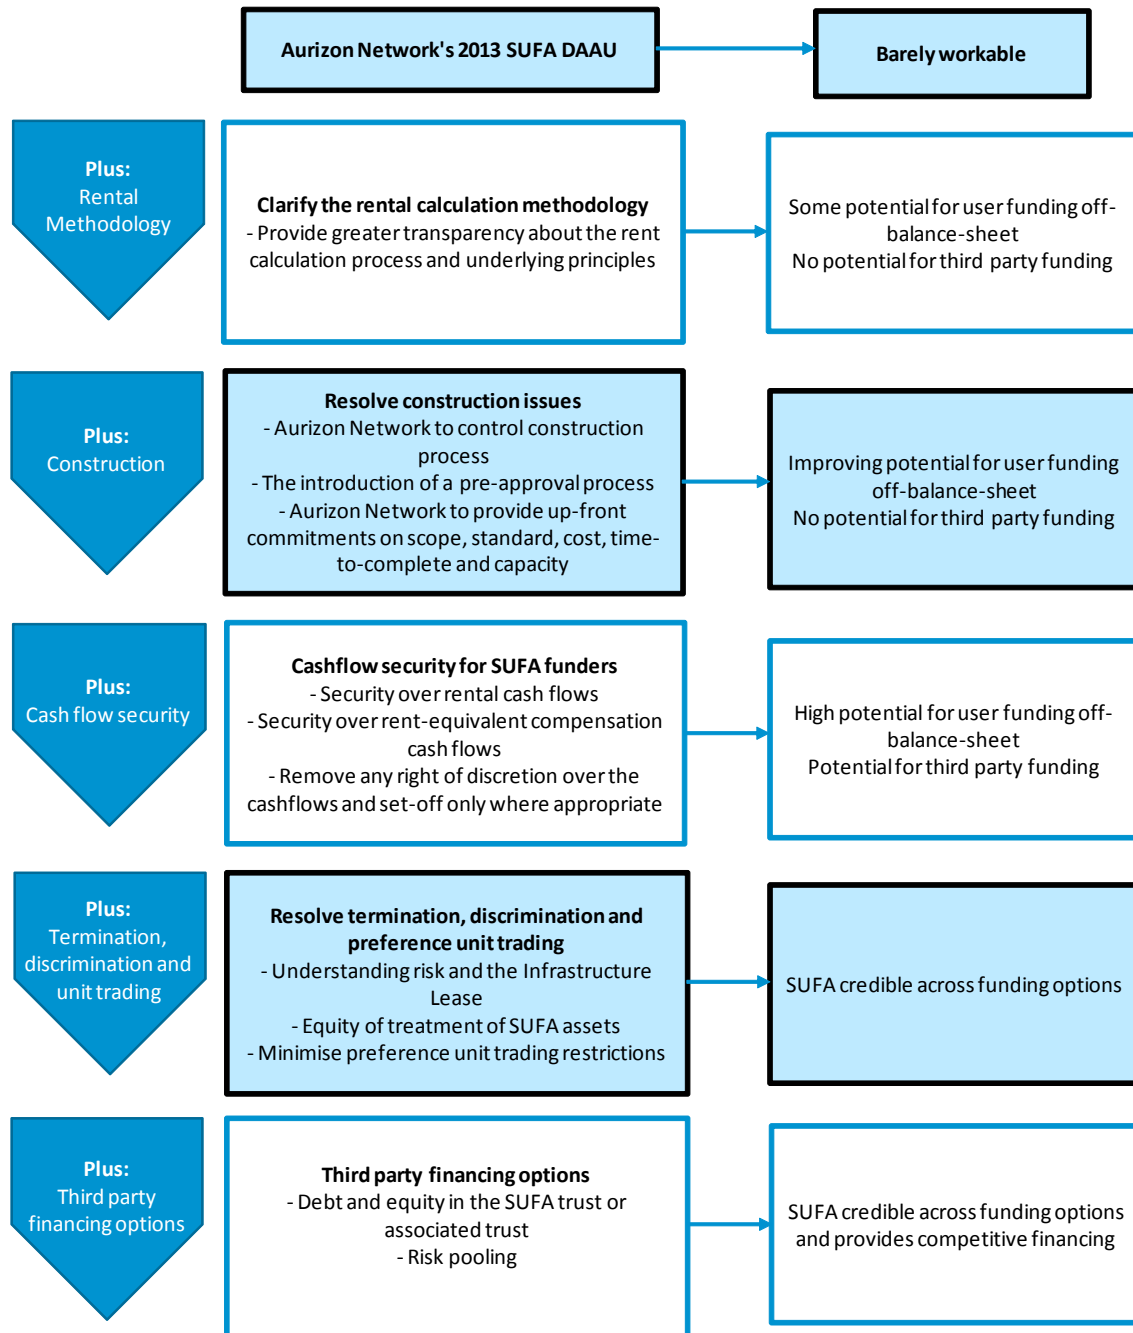 Aurizon Network's 2013 SUFA DAAU
Barely workable
Plus:
Rental
Methodology
Clarify the rental calculation methodology
- Provide greater transparency about the rent
calculation process and underlying principles
Some potential for user funding off-
balance-sheet
No potential for third party funding
Plus:
Construction
Resolve construction issues
- Aurizon Network to control construction
process
- The introduction of a pre-approval process
- Aurizon Network to provide up-front
commitments on scope, standard, cost, time-
to-complete and capacity
Improving potential for user funding
off-balance-sheet
No potential for third party funding
Plus:
Cash flow security
Cashflow security for SUFA funders
- Security over rental cash flows
- Security over rent-equivalent compensation
cash flows
- Remove any right of discretion over the
cashflows and set-off only where appropriate
High potential for user funding off-
balance-sheet
Potential for third party funding
Plus:
Termination,
discrimination and
unit trading
Resolve termination, discrimination and
preference unit trading
- Understanding risk and the Infrastructure
Lease
- Equity of treatment of SUFA assets
- Minimise preference unit trading restrictions
SUFA credible across funding options
Plus:
Third party
financing options
Third party financing options
- Debt and equity in the SUFA trust or
associated trust
- Risk pooling
SUFA credible across funding options
and provides competitive financing